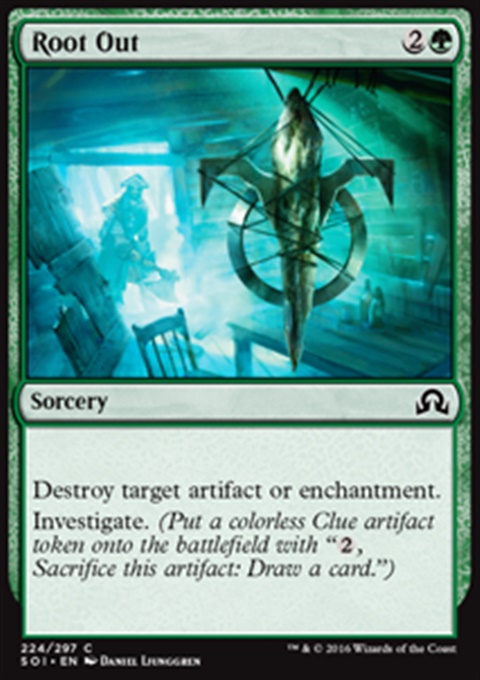 Root Out 2
Sorcery
Destroy target artifact or enchantment.
Investigate. (Put a colorless Clue artifact
token onto the battlefield with “2,
Sacrifice this artifact: Draw a card.”)
224/297 C
SOI • EN DANIEL LJUNGGREN
™ & © 2016 Wizards of the Coast